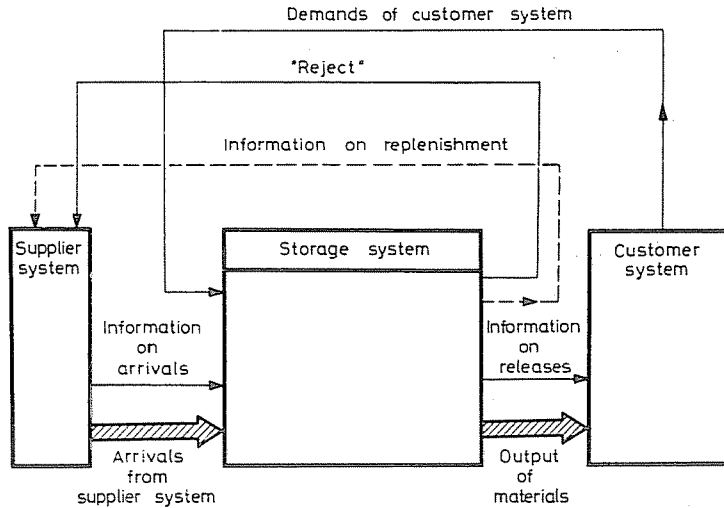 Demands of customer system
"Reject"
Information on replenishment
Supplier
system
Storage system
Customer
system
Information
on
arrivals
Information
on
releases
Arrivals
from
supplier system
Output
of
materials